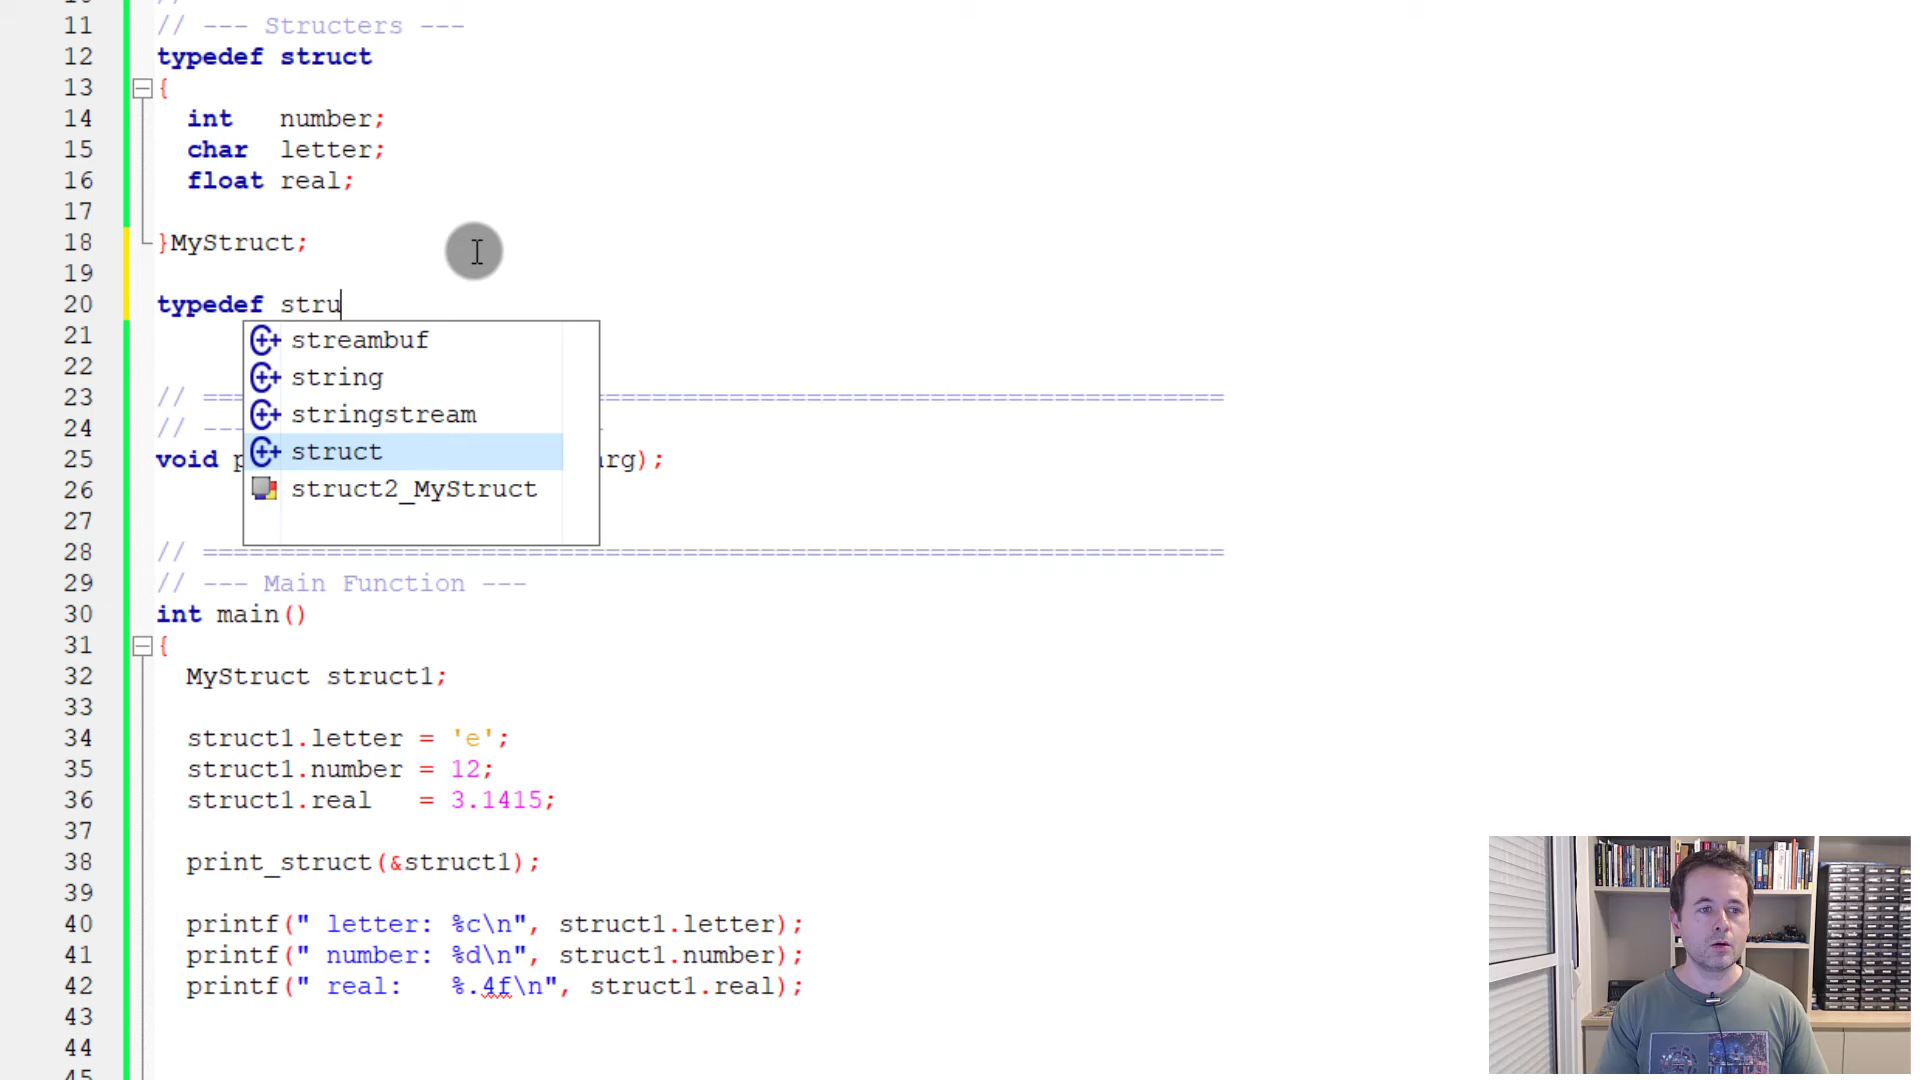 10 //
11 // --- Structers ---
12 typedef struct
13 {
14 int number;
15 char letter;
16 float real;
17
18 }MyStruct;
19
20 typedef stru
streambuf
string
stringstream
struct
struct2_MyStruct
21
22
23 // === ==================================================
24 // ---
25 void p arg);
26
27
28 // ==================================================================
29 // --- Main Function ---
30 int main()
31 {
32 MyStruct struct1;
33
34 struct1.letter = 'e';
35 struct1.number = 12;
36 struct1.real = 3.1415;
37
38 print_struct(&struct1);
39
40 printf(" letter: %c\n", struct1.letter);
41 printf(" number: %d\n", struct1.number);
42 printf(" real: %.4f\n", struct1.real);
43
44
45